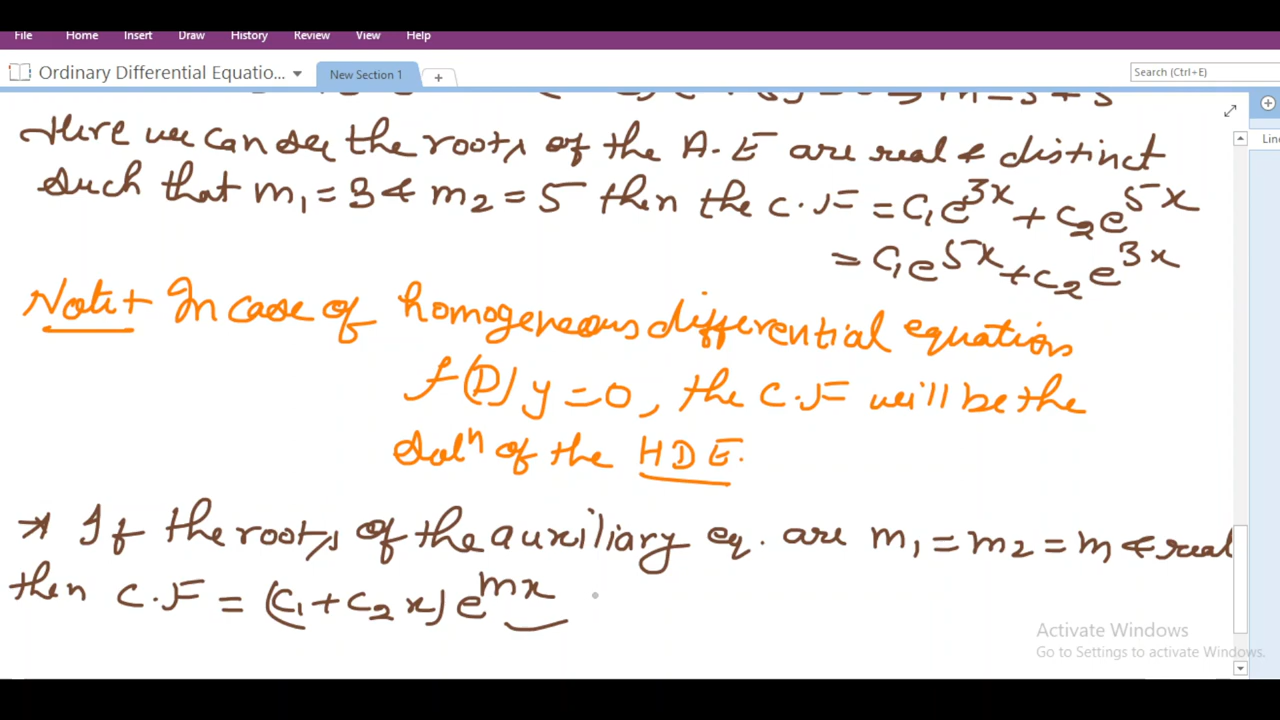 File Home Insert Draw History Review View Help
Ordinary Differential Equatio... New Section 1 + Search (Ctrl+E)
Here we can see the roots of the A.E are real & distinct
Such that m₁ = 3 & m₂ = 5 then the C.F = C₁e^3x + C₂e^5x
= C₁e^5x + C₂e^3x
Note + In case of homogeneous differential equations
f(D)y = 0, the C.F will be the
Solⁿ of the HDE.
* If the roots of the auxiliary eq. are m₁ = m₂ = m & real
then C.F = (C₁ + C₂x) e^mx
Activate Windows
Go to Settings to activate Windows.